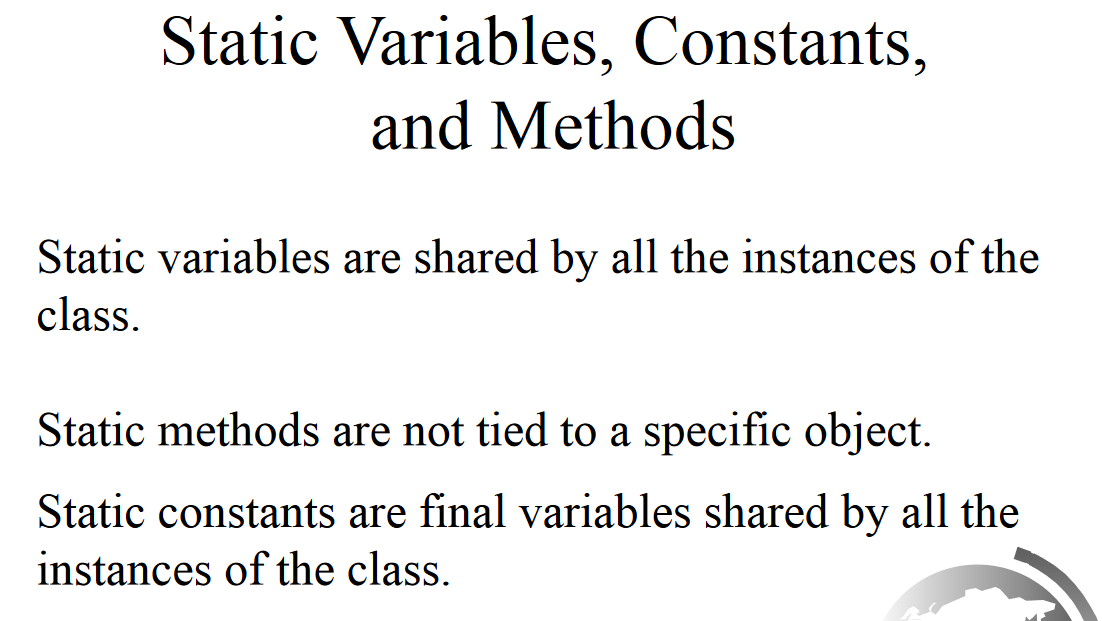 Static Variables, Constants,
and Methods
Static variables are shared by all the instances of the
class.
Static methods are not tied to a specific object.
Static constants are final variables shared by all the
instances of the class.